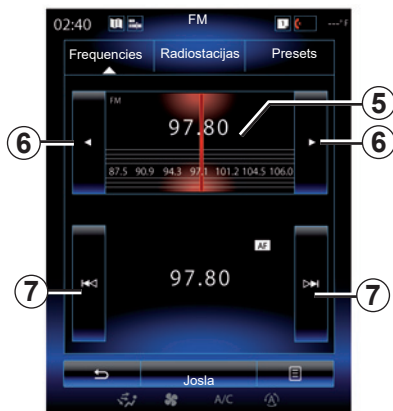 02:40 FM 1 ---°F
Frequencies Radiostacijas Presets
FM
97.80
5
6 6
87.5 90.9 94.3 97.1 101.2 104.5 106.0
AF
97.80
7 7
Josla
A/C A